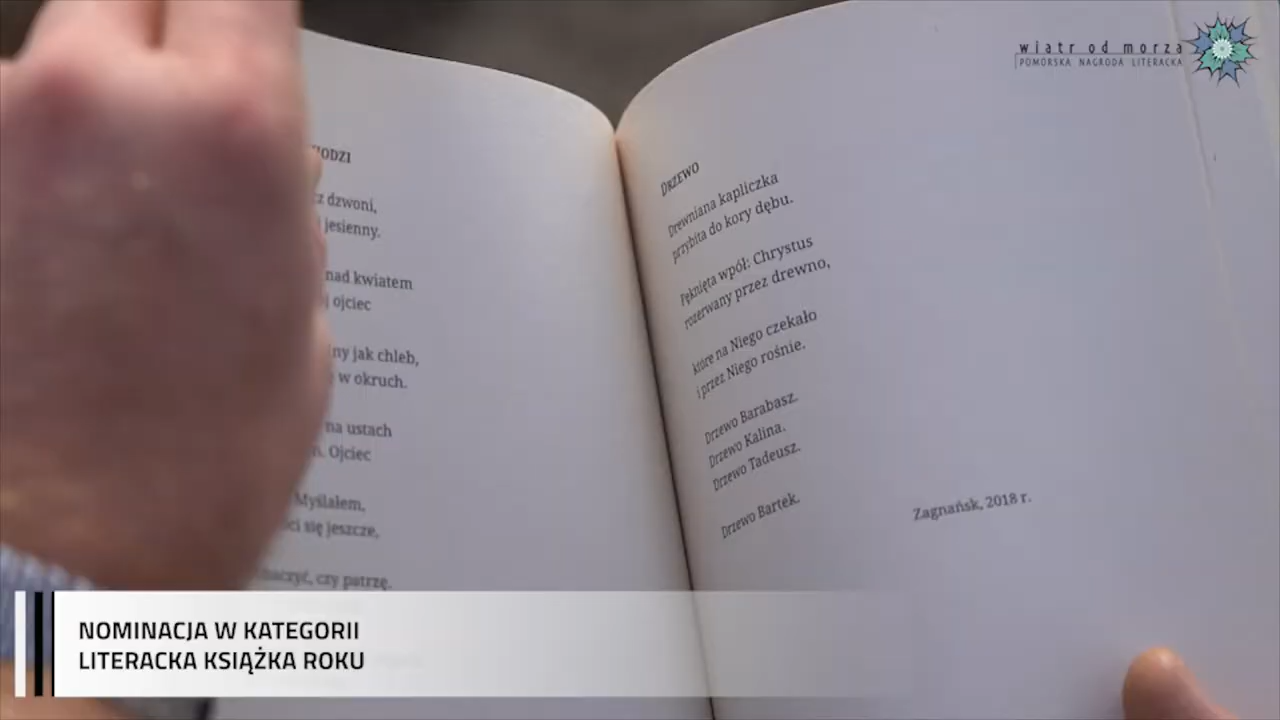 wiatr od morza
POMORSKA NAGRODA LITERACKA
dzwoni,
jesienny.
nad kwiatem
ojciec
jak chleb,
w okruch.
na ustach
Ojciec
Myślałem,
się jeszcze,
czy patrzę.
DRZEWO
Drewniana kapliczka
przybita do kory dębu.
Pęknięta wpół: Chrystus
rozerwany przez drewno,
które na Niego czekało
i przez Niego rośnie.
Drzewo Barabasz.
Drzewo Kalina.
Drzewo Tadeusz.
Drzewo Bartek.
Zagnańsk, 2018 r.
NOMINACJA W KATEGORII
LITERACKA KSIĄŻKA ROKU